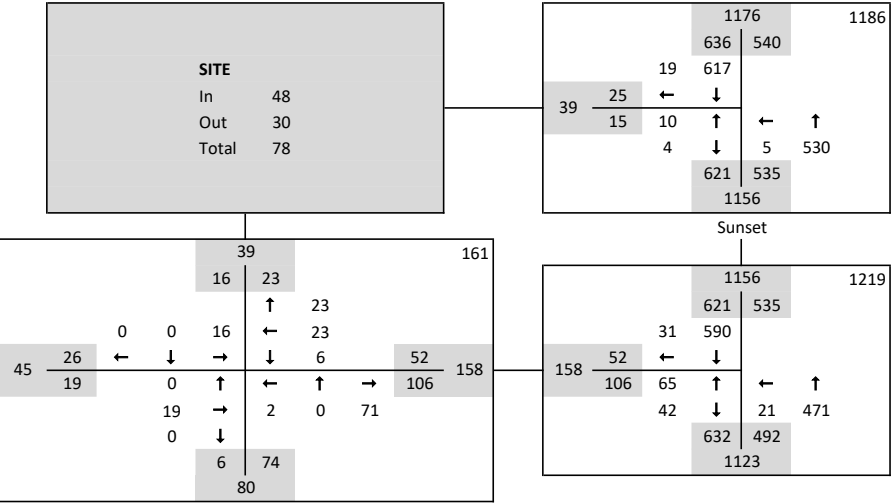 1176 1186
636 540
SITE 19 617
In 48 25 ← ↓
39
Out 30 15 10 ↑ ← ↑
Total 78 4 ↓ 5 530
621 535
1156
Sunset
39 161 1156 1219
16 23 621 535
↑ 23 31 590
0 0 16 ← 23 52 ← ↓
26 ← ↓ → ↓ 6 52 158
45 158
19 0 ↑ ← ↑ → 106 106 65 ↑ ← ↑
19 → 2 0 71 42 ↓ 21 471
0 ↓ 632 492
6 74 1123
80